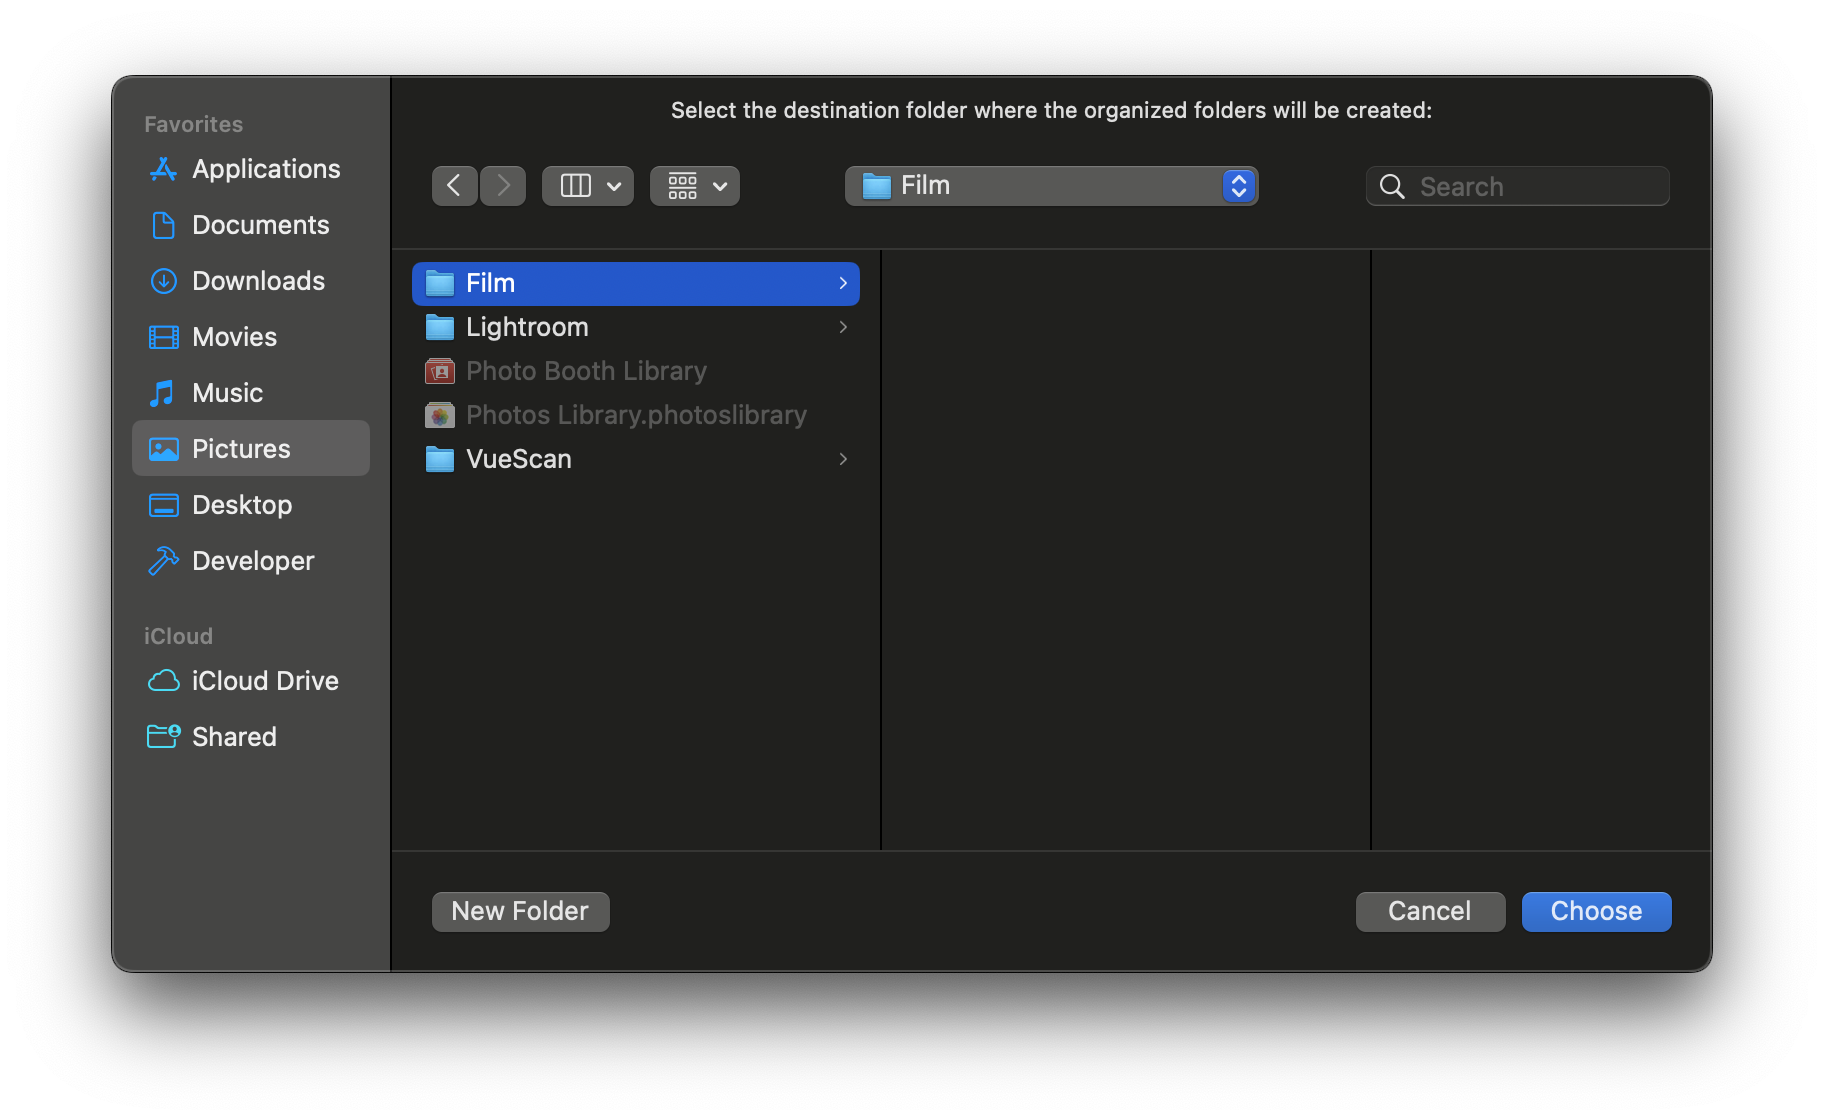 Select the destination folder where the organized folders will be created:
Favorites
Applications
Documents
Downloads
Movies
Music
Pictures
Desktop
Developer
iCloud
iCloud Drive
Shared
Film
Search
Film
Lightroom
Photo Booth Library
Photos Library.photoslibrary
VueScan
New Folder
Cancel
Choose